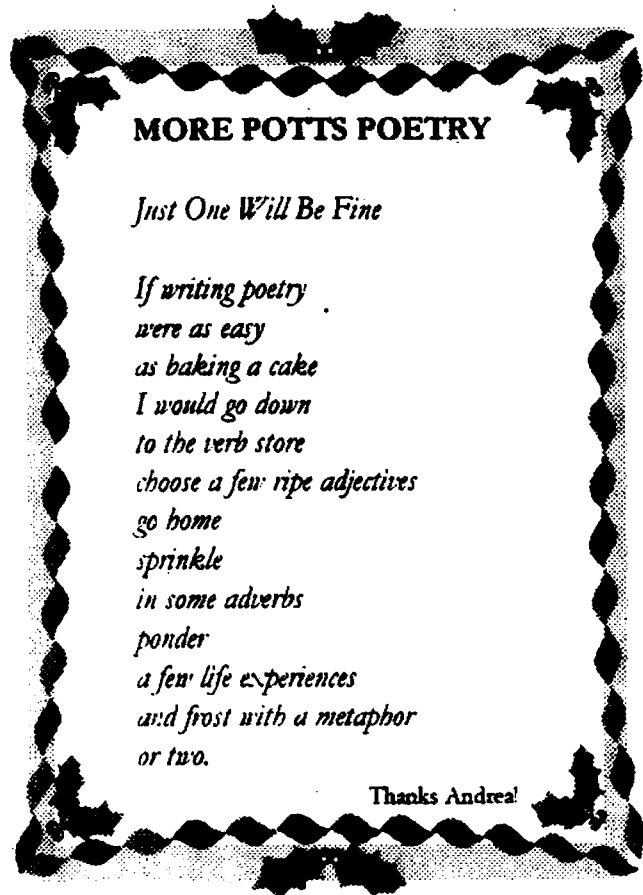 MORE POTTS POETRY
Just One Will Be Fine
If writing poetry
were as easy
as baking a cake
I would go down
to the verb store
choose a few ripe adjectives
go home
sprinkle
in some adverbs
ponder
a few life experiences
and frost with a metaphor
or two.
Thanks Andrea!